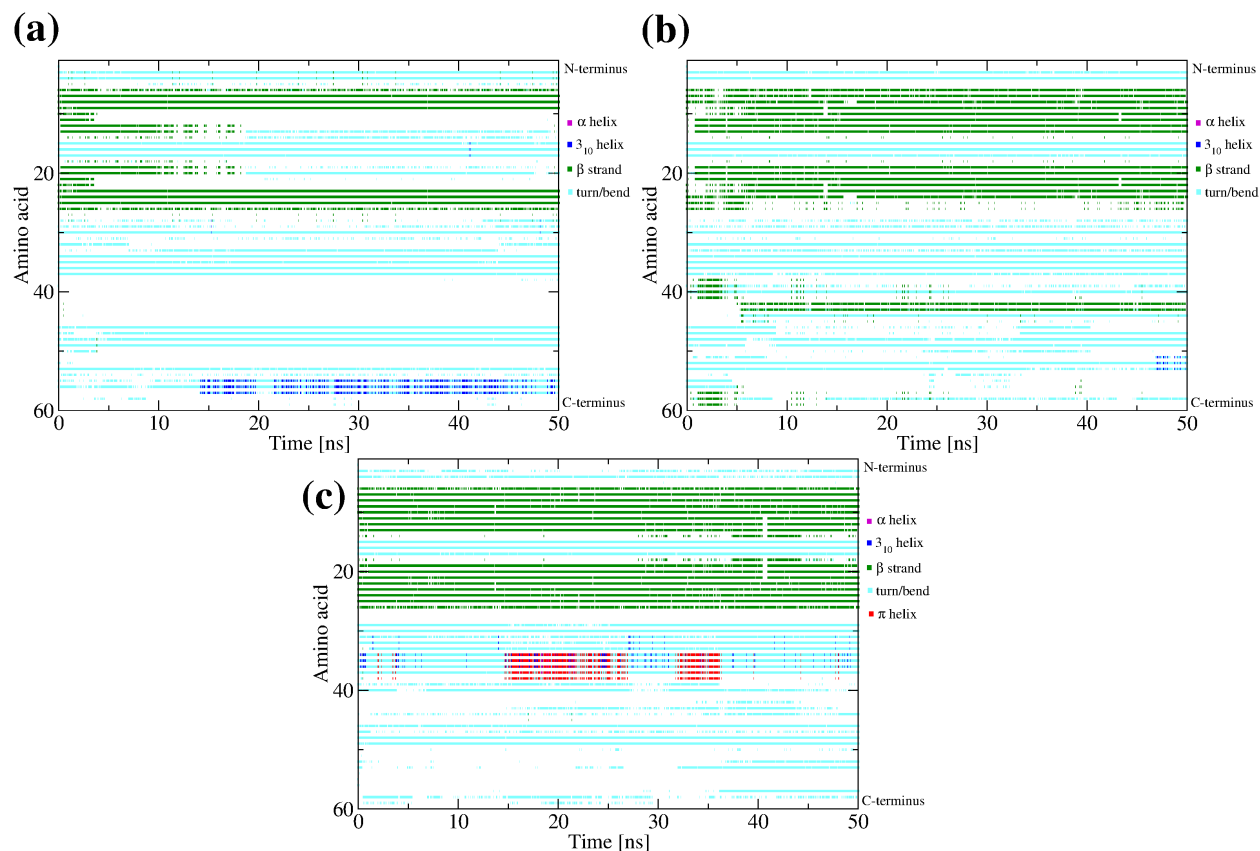 (a)
N-terminus
α helix
3₁₀ helix
β strand
turn/bend
20
40
60
Amino acid
C-terminus
0 10 20 30 40 50
Time [ns]
(b)
N-terminus
α helix
3₁₀ helix
β strand
turn/bend
20
40
60
Amino acid
C-terminus
0 10 20 30 40 50
Time [ns]
(c)
N-terminus
α helix
3₁₀ helix
β strand
turn/bend
π helix
20
40
60
Amino acid
C-terminus
0 10 20 30 40 50
Time [ns]